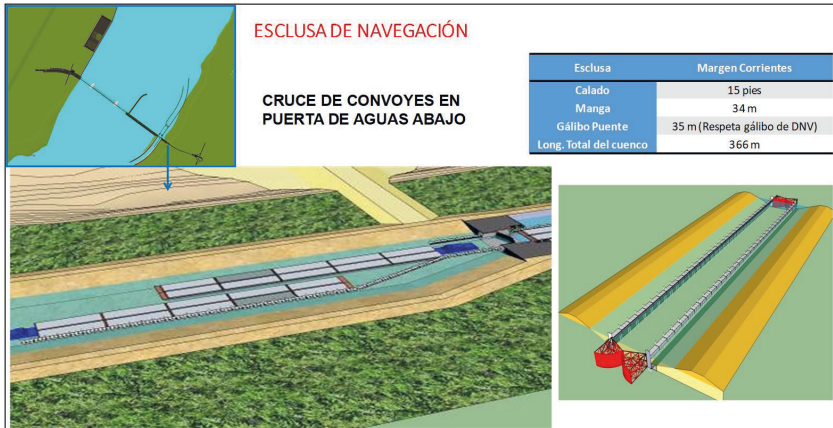 ESCLUSA DE NAVEGACIÓN
CRUCE DE CONVOYES EN
PUERTA DE AGUAS ABAJO
Esclusa Margen Corrientes
Calado 15 pies
Manga 34 m
Gálibo Puente 35 m (Respeta gálibo de DNV)
Long. Total del cuenco 366 m